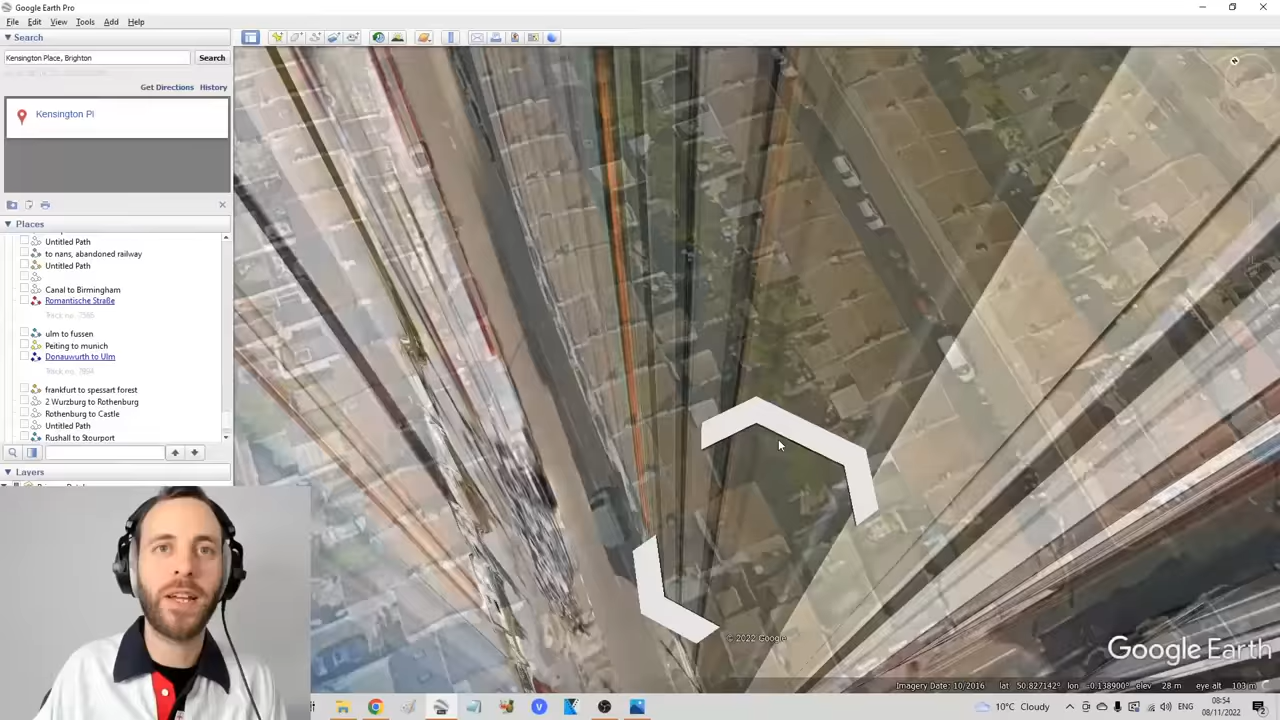 Google Earth Pro
File Edit View Tools Add Help
Search
Kensington Place, Brighton Search
Get Directions History
Kensington Pl
Places
Untitled Path
to nans, abandoned railway
Untitled Path
Canal to Birmingham
Romantische Straße
ulm to fussen
Peiting to munich
Donauwurth to Ulm
frankfurt to spessart forest
2 Wurzburg to Rothenburg
Rothenburg to Castle
Untitled Path
Rushall to Stourport
Layers
© 2022 Google
Google Earth
Imagery Date: 10/2016 lat 50.827142° lon -0.138900° elev 28 m eye alt 103 m
10°C Cloudy ENG 08:54
08/11/2022